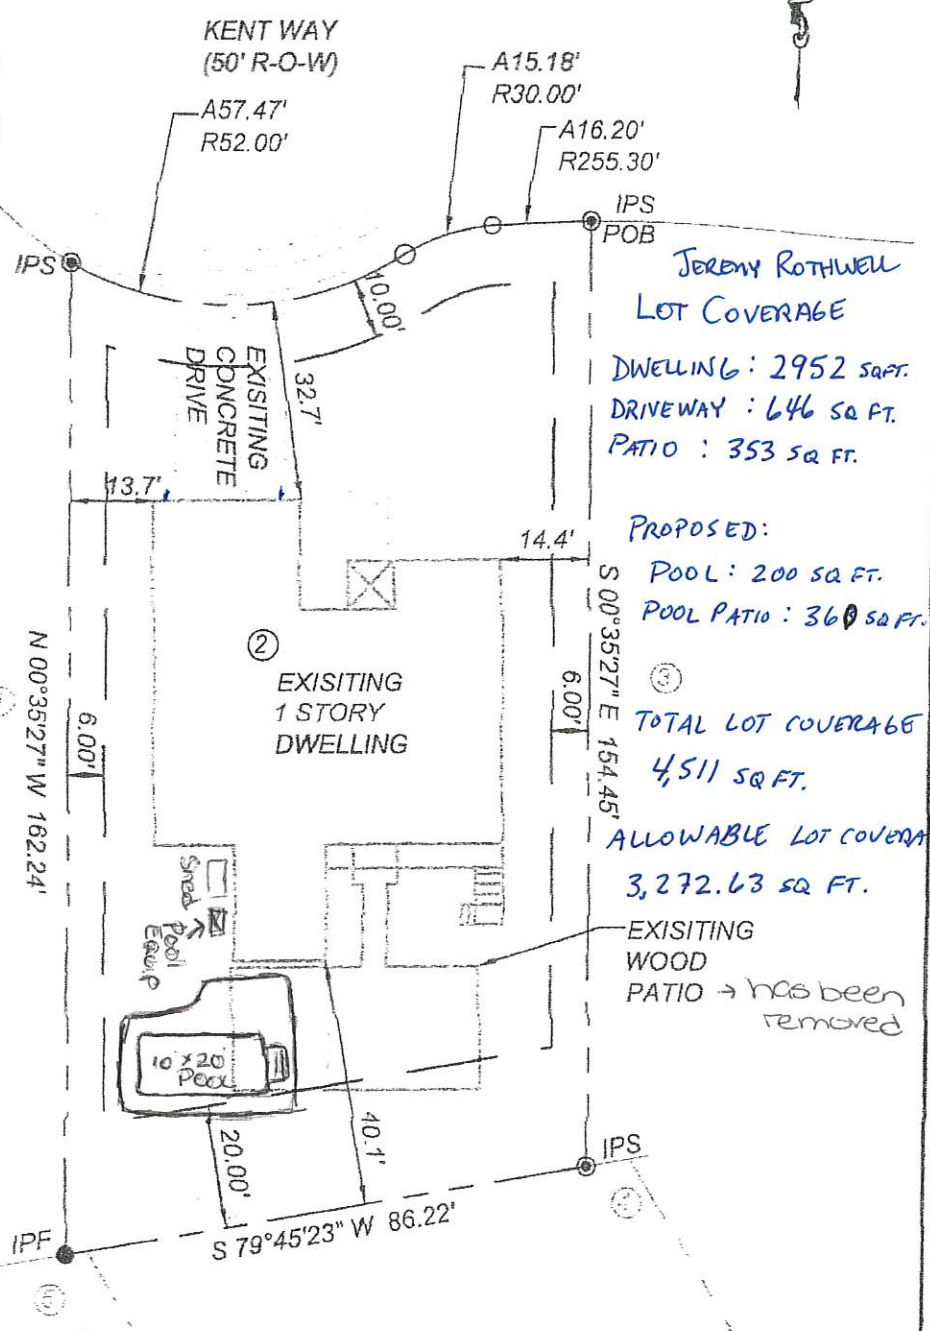 KENT WAY
(50' R-O-W)
A57.47'
R52.00'
A15.18'
R30.00'
A16.20'
R255.30'
IPS
POB
IPS
10.00'
EXISITING
CONCRETE
DRIVE
32.7'
13.7'
14.4'
JEREMY ROTHWELL
LOT COVERAGE
DWELLING: 2952 SQFT.
DRIVEWAY : 646 SQ FT.
PATIO : 353 SQ FT.
PROPOSED:
POOL: 200 SQ FT.
POOL PATIO : 360 SQ FT.
TOTAL LOT COVERAGE
4,511 SQ FT.
ALLOWABLE LOT COVERA
3,272.63 SQ FT.
2
EXISITING
1 STORY
DWELLING
3
S 00°35'27" E 154.45'
6.00'
N 00°35'27" W 162.24'
6.00'
Shed
Pool
Equip
10 x 20
POOL
EXISITING
WOOD
PATIO → has been
removed
20.00'
40.1'
S 79°45'23" W 86.22'
IPS
IPF
5